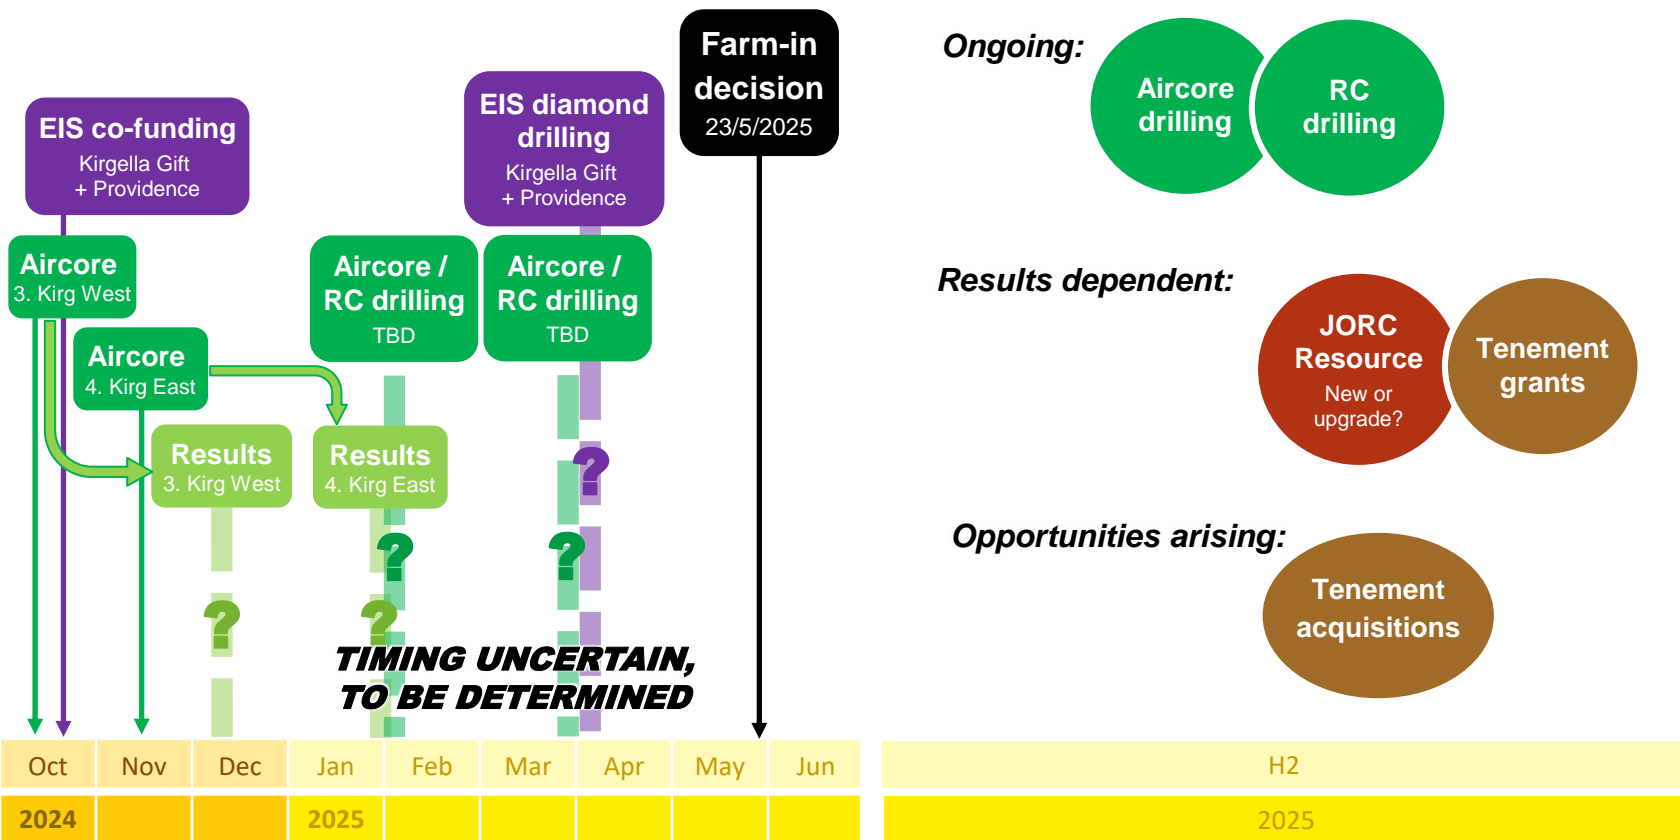 Farm-in
decision
23/5/2025
EIS co-funding
Kirgella Gift
+ Providence
EIS diamond
drilling
Kirgella Gift
+ Providence
Aircore
3. Kirg West
Aircore /
RC drilling
TBD
Aircore /
RC drilling
TBD
Aircore
4. Kirg East
Results
3. Kirg West
Results
4. Kirg East
?
?
?
?
?
TIMING UNCERTAIN,
TO BE DETERMINED
Oct Nov Dec Jan Feb Mar Apr May Jun
2024 2025
Ongoing:
Aircore
drilling
RC
drilling
Results dependent:
JORC
Resource
New or
upgrade?
Tenement
grants
Opportunities arising:
Tenement
acquisitions
H2
2025